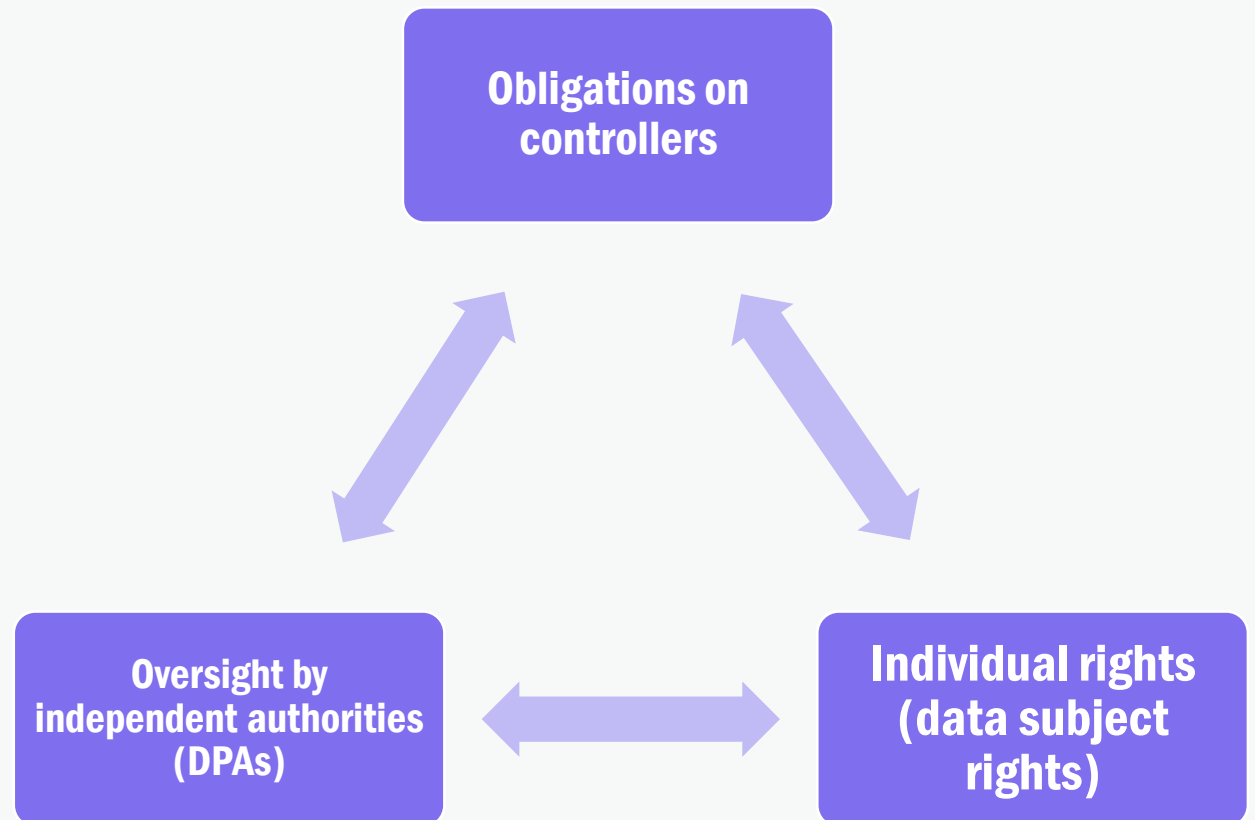 Obligations on
controllers
Oversight by
independent authorities
(DPAs)
Individual rights
(data subject
rights)